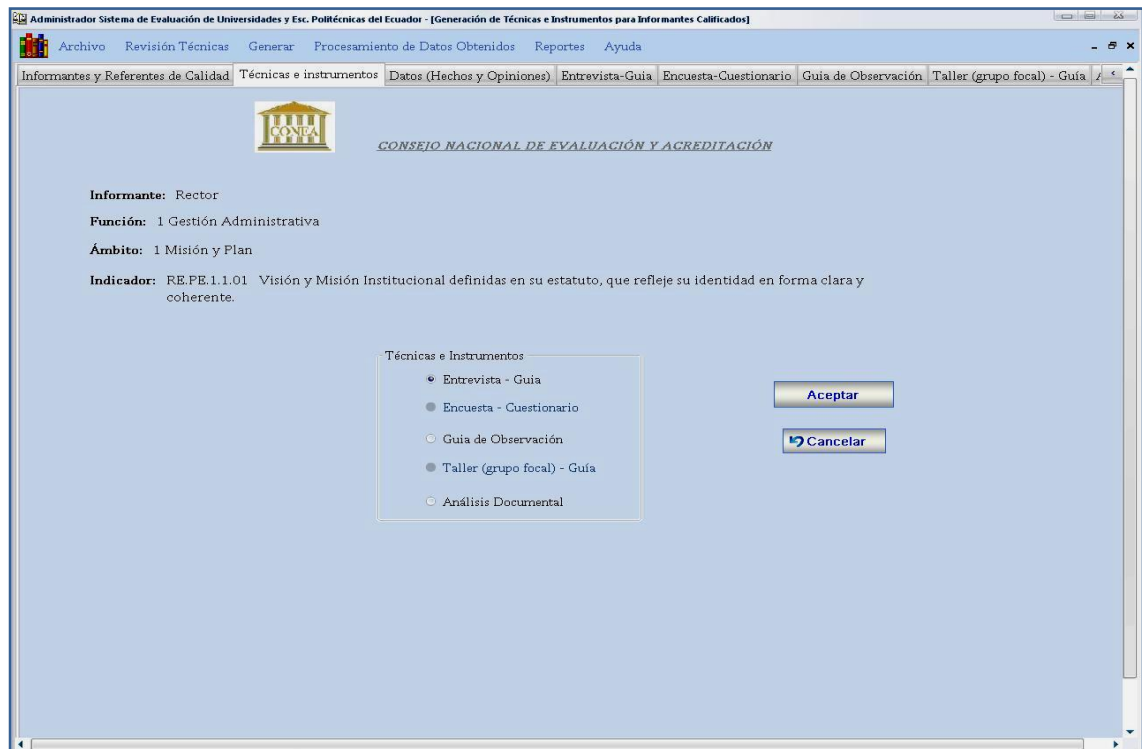 Administrador Sistema de Evaluación de Universidades y Esc. Politécnicas del Ecuador - [Generación de Técnicas e Instrumentos para Informantes Calificados]
Archivo Revisión Técnicas Generar Procesamiento de Datos Obtenidos Reportes Ayuda
Informantes y Referentes de Calidad Técnicas e instrumentos Datos (Hechos y Opiniones) Entrevista-Guia Encuesta-Cuestionario Guia de Observación Taller (grupo focal) - Guía
CONEA
CONSEJO NACIONAL DE EVALUACIÓN Y ACREDITACIÓN
Informante: Rector
Función: 1 Gestión Administrativa
Ámbito: 1 Misión y Plan
Indicador: RE.PE.1.1.01 Visión y Misión Institucional definidas en su estatuto, que refleje su identidad en forma clara y
coherente.
Técnicas e Instrumentos
Entrevista - Guia
Encuesta - Cuestionario
Guia de Observación
Taller (grupo focal) - Guía
Análisis Documental
Aceptar
Cancelar